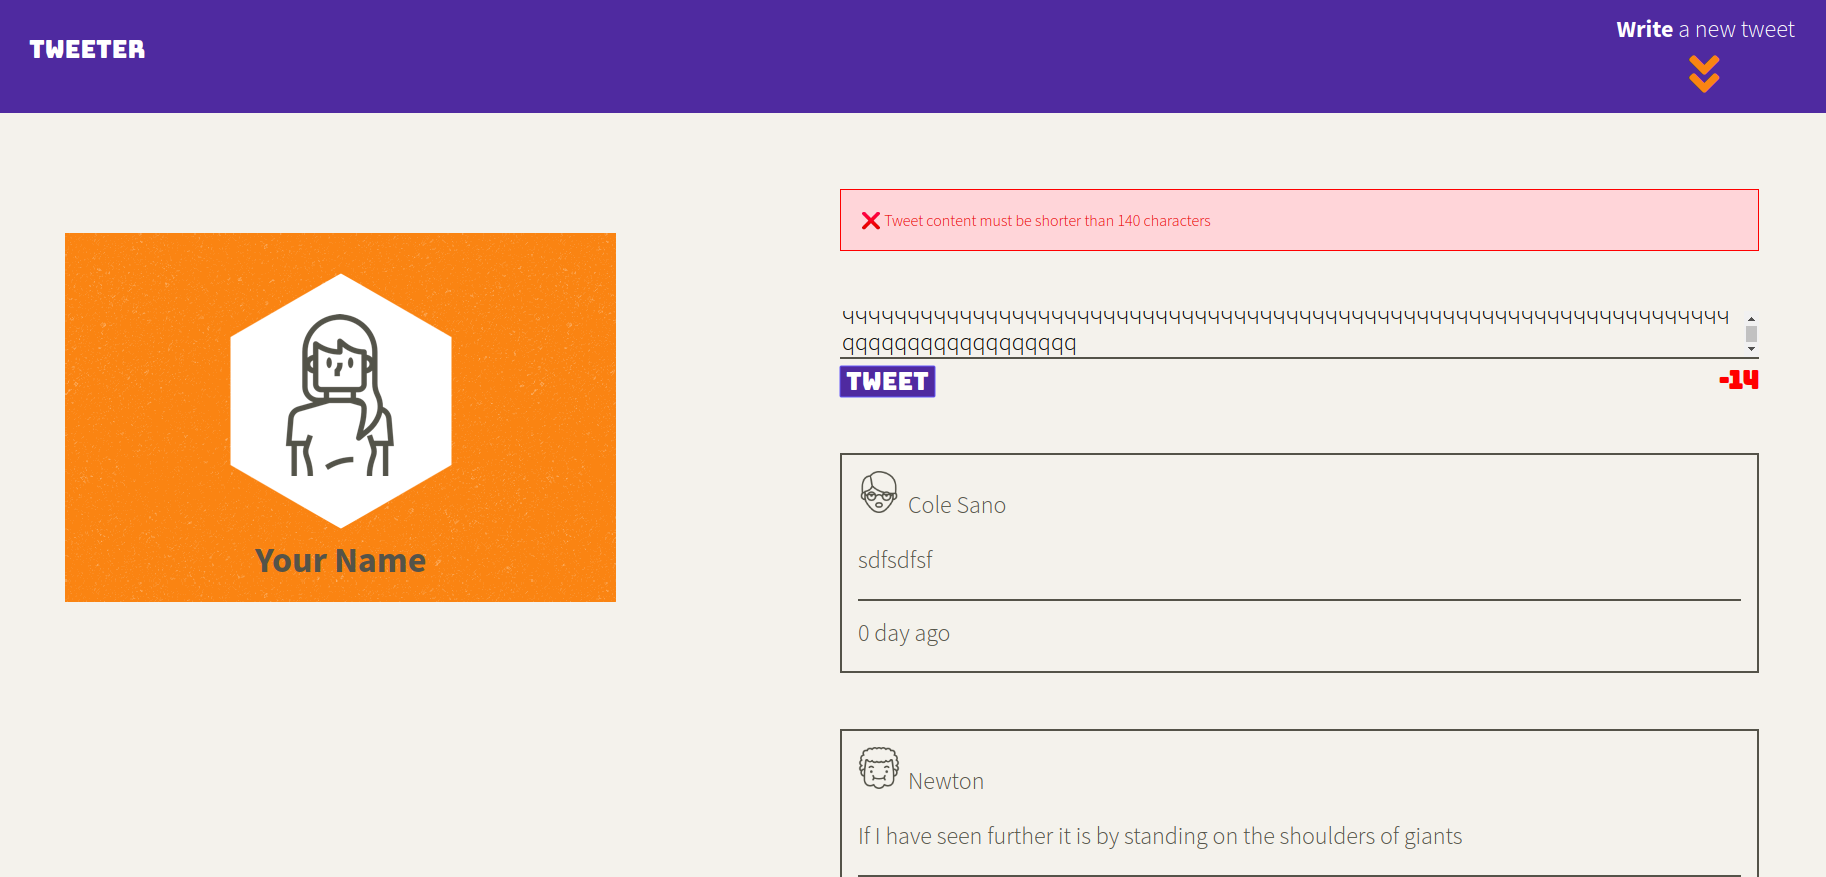 TWEETER
Write a new tweet
❌ Tweet content must be shorter than 140 characters
qqqqqqqqqqqqqqqqqqqqqqqqqqqqqqqqqqqqqqqqqqqqqqqqqqqqqqqqqqqqqqqqqqqq
qqqqqqqqqqqqqqqqqq
TWEET
-14
Your Name
Cole Sano
sdfsdfsf
0 day ago
Newton
If I have seen further it is by standing on the shoulders of giants